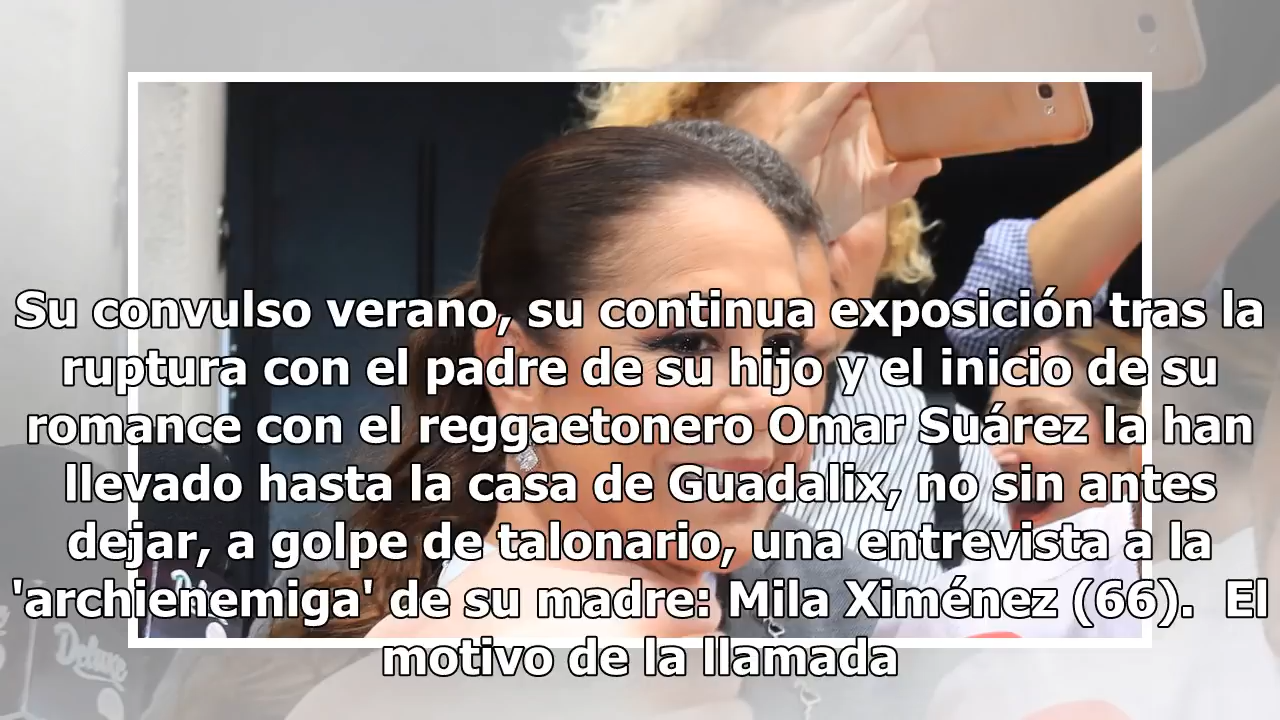 Su convulso verano, su continua exposición tras la
ruptura con el padre de su hijo y el inicio de su
romance con el reggaetonero Omar Suárez la han
llevado hasta la casa de Guadalix, no sin antes
dejar, a golpe de talonario, una entrevista a la
'archienemiga' de su madre: Mila Ximénez (66).  El
motivo de la llamada
Deluxe